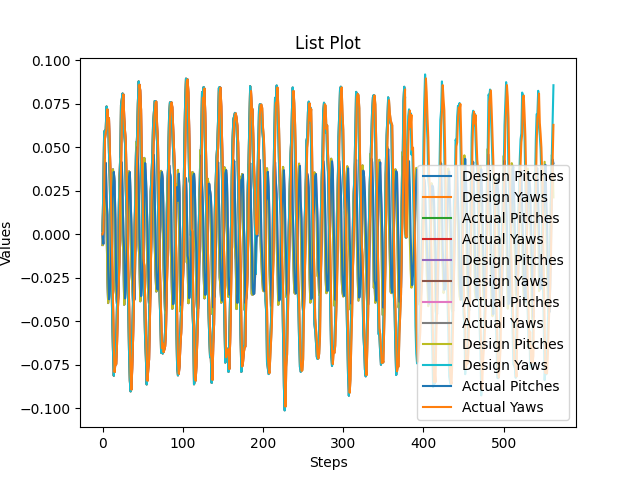 List Plot
0.100
0.075
0.050
0.025
0.000
−0.025
−0.050
−0.075
−0.100
Values
0
100
200
300
400
500
Steps
Design Pitches
Design Yaws
Actual Pitches
Actual Yaws
Design Pitches
Design Yaws
Actual Pitches
Actual Yaws
Design Pitches
Design Yaws
Actual Pitches
Actual Yaws